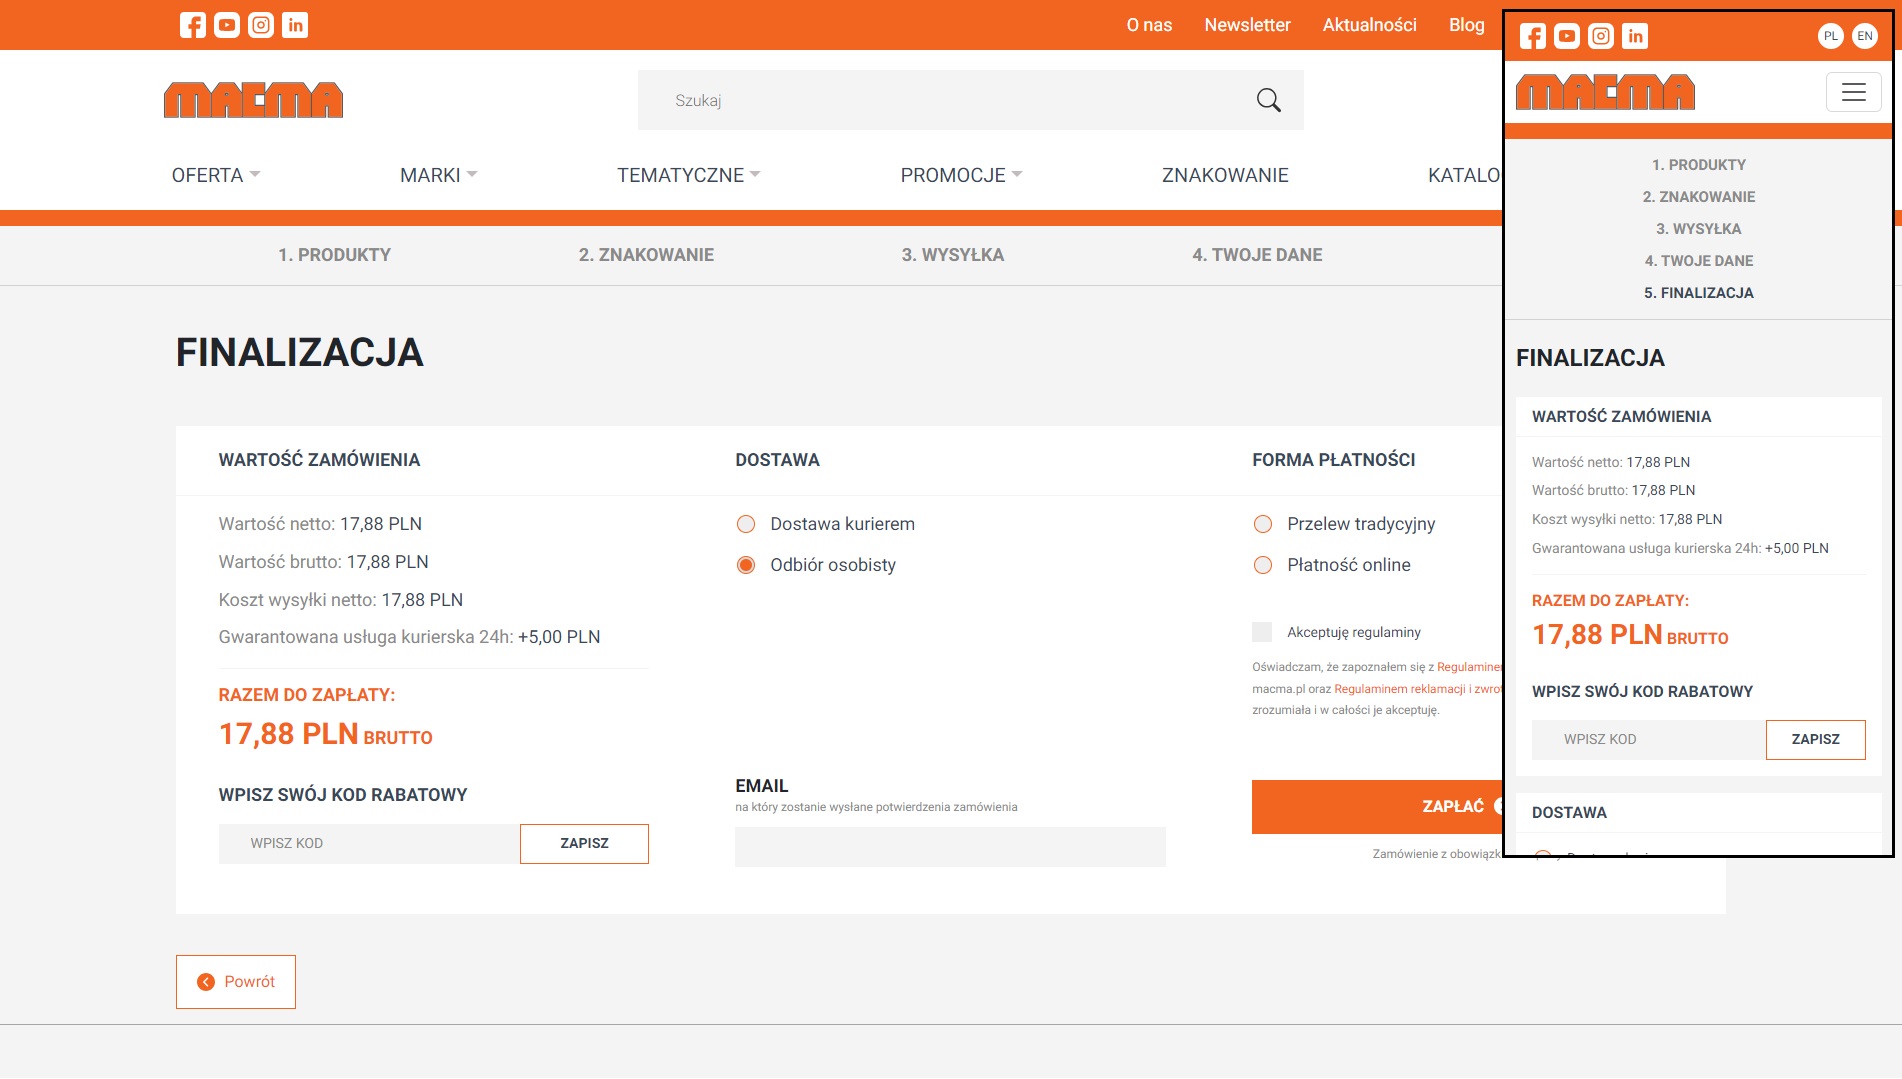 O nas Newsletter Aktualności Blog
MACMA
Szukaj
OFERTA MARKI TEMATYCZNE PROMOCJE ZNAKOWANIE
1. PRODUKTY 2. ZNAKOWANIE 3. WYSYŁKA 4. TWOJE DANE
FINALIZACJA
WARTOŚĆ ZAMÓWIENIA
Wartość netto: 17,88 PLN
Wartość brutto: 17,88 PLN
Koszt wysyłki netto: 17,88 PLN
Gwarantowana usługa kurierska 24h: +5,00 PLN
RAZEM DO ZAPŁATY:
17,88 PLN BRUTTO
WPISZ SWÓJ KOD RABATOWY
WPISZ KOD ZAPISZ
DOSTAWA
Dostawa kurierem
Odbiór osobisty
EMAIL
na który zostanie wysłane potwierdzenia zamówienia
FORMA PŁATNOŚCI
Przelew tradycyjny
Płatność online
Akceptuję regulaminy
Oświadczam, że zapoznałem się z
macma.pl oraz Regulaminem reklamacji i
zrozumiała i w całości je akceptuję.
ZAPŁAĆ
Zamówienie z
Powrót
PL EN
MACMA
1. PRODUKTY
2. ZNAKOWANIE
3. WYSYŁKA
4. TWOJE DANE
5. FINALIZACJA
FINALIZACJA
WARTOŚĆ ZAMÓWIENIA
Wartość netto: 17,88 PLN
Wartość brutto: 17,88 PLN
Koszt wysyłki netto: 17,88 PLN
Gwarantowana usługa kurierska 24h: +5,00 PLN
RAZEM DO ZAPŁATY:
17,88 PLN BRUTTO
WPISZ SWÓJ KOD RABATOWY
WPISZ KOD ZAPISZ
DOSTAWA